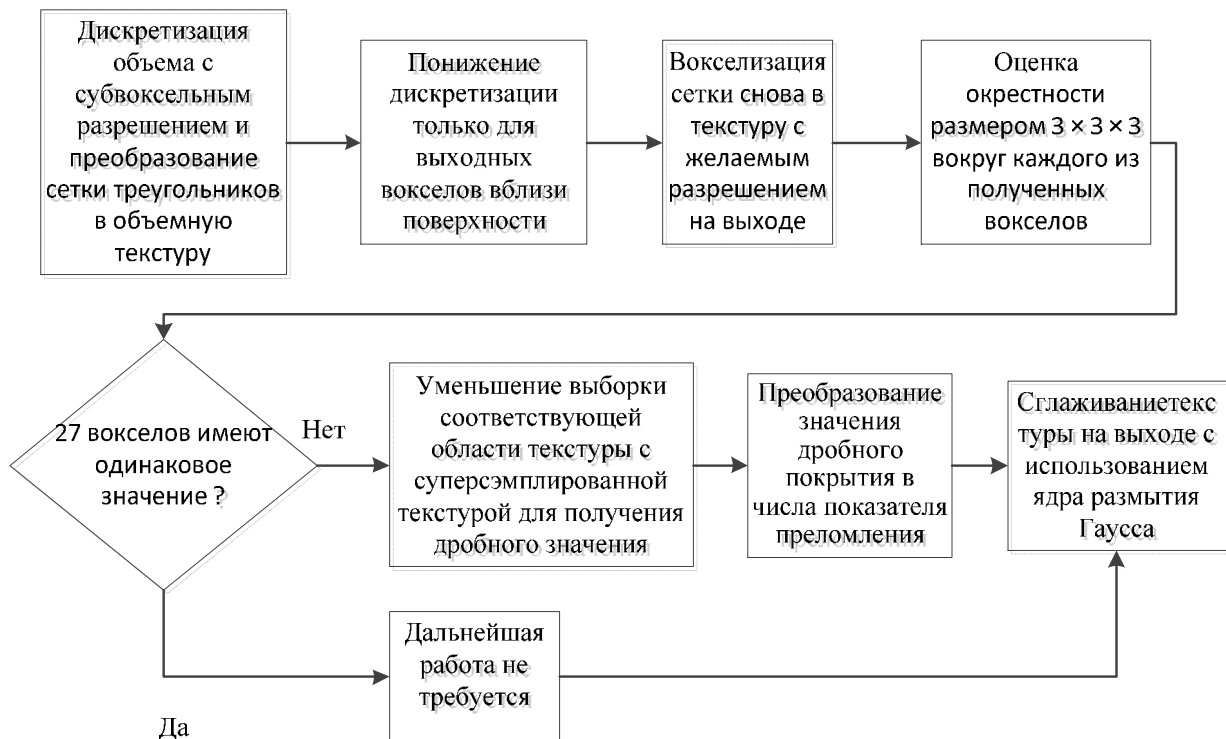 Дискретизация
объема с
субвоксельным
разрешением и
преобразование
сетки треугольников
в объемную
текстуру
Понижение
дискретизации
только для
выходных
вокселов вблизи
поверхности
Вокселизация
сетки снова в
текстуру с
желаемым
разрешением
на выходе
Оценка
окрестности
размером 3 × 3 × 3
вокруг каждого из
полученных
вокселов
27 вокселов имеют
одинаковое
значение ?
Нет
Уменьшение выборки
соответствующей
области текстуры с
суперсэмплированной
текстурой для получения
дробного значения
Преобразование
значения
дробного
покрытия в
числа показателя
преломления
Сглаживаниетекс
туры на выходе с
использованием
ядра размытия
Гаусса
Дальнейшая
работа не
требуется
Да